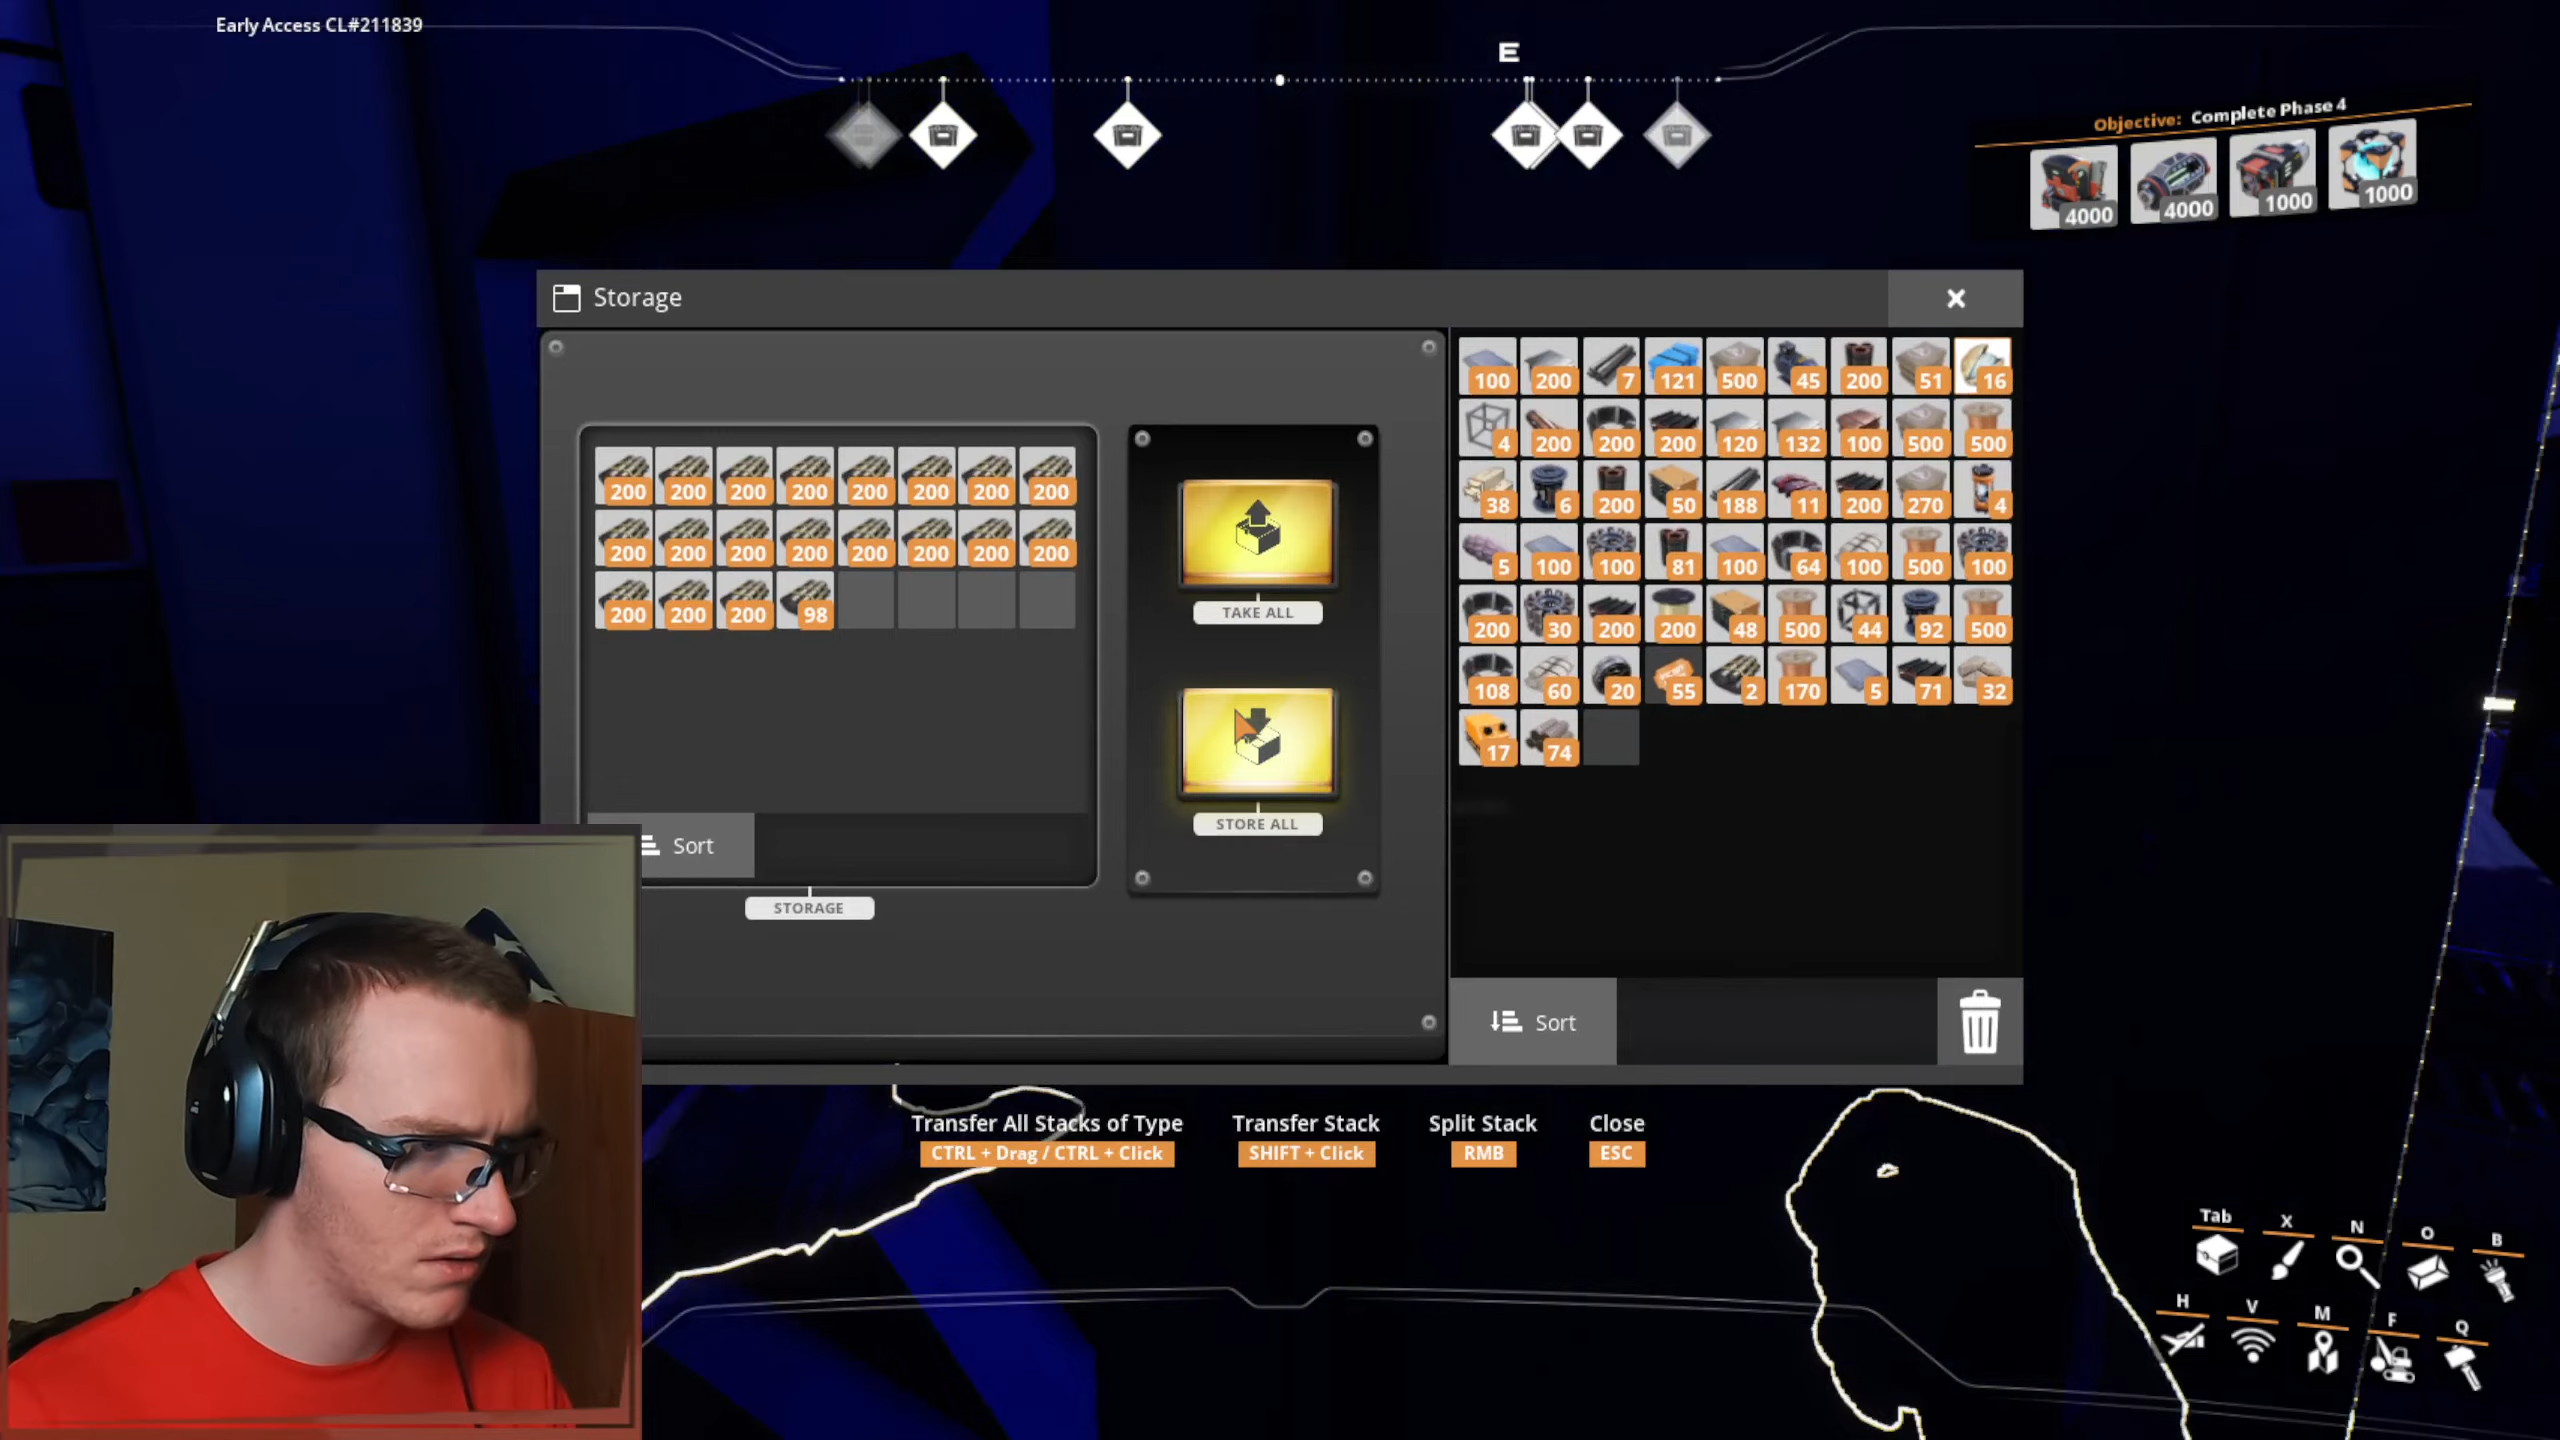 Early Access CL#211839
E
Objective: Complete Phase 4
4000 4000 1000 1000
Storage
100 200 7 121 500 45 200 51 16
4 200 200 200 120 132 100 500 500
38 6 200 50 188 11 200 270 4
5 100 100 81 100 64 100 500 100
200 30 200 200 48 500 44 92 500
108 60 20 55 2 170 5 71 32
17 74
200 200 200 200 200 200 200 200
200 200 200 200 200 200 200 200
200 200 200 98
TAKE ALL
STORE ALL
Sort
STORAGE
Sort
Transfer All Stacks of Type
CTRL + Drag / CTRL + Click
Transfer Stack
SHIFT + Click
Split Stack
RMB
Close
ESC
Tab X N O B
H V M F Q